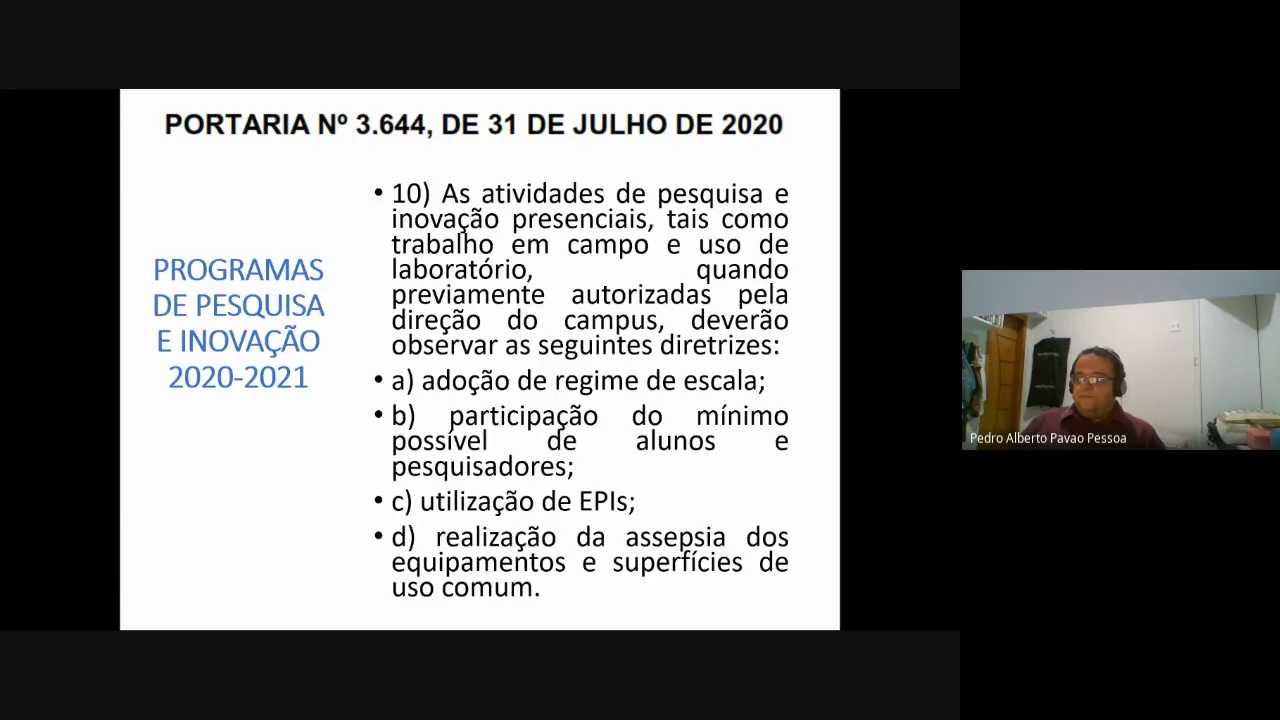 PORTARIA Nº 3.644, DE 31 DE JULHO DE 2020
PROGRAMAS
DE PESQUISA
E INOVAÇÃO
2020-2021
• 10) As atividades de pesquisa e
inovação presenciais, tais como
trabalho em campo e uso de
laboratório, quando
previamente autorizadas pela
direção do campus, deverão
observar as seguintes diretrizes:
• a) adoção de regime de escala;
• b) participação do mínimo
possível de alunos e
pesquisadores;
• c) utilização de EPIs;
• d) realização da assepsia dos
equipamentos e superfícies de
uso comum.
Pedro Alberto Pavao Pessoa